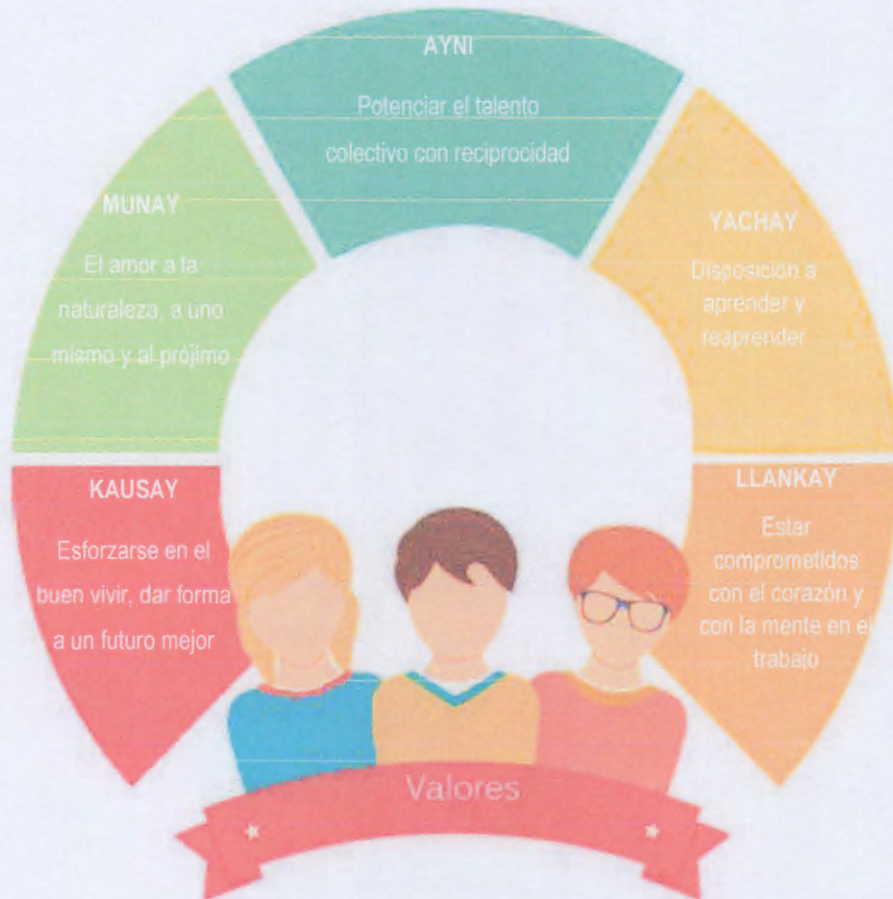 AYNI
Potenciar el talento
colectivo con reciprocidad
MUNAY
El amor a la
naturaleza, a uno
mismo y al prójimo
YACHAY
Disposición a
aprender y
reaprender
KAUSAY
Esforzarse en el
buen vivir, dar forma
a un futuro mejor
LLANKAY
Estar
comprometidos
con el corazón y
con la mente en el
trabajo
Valores